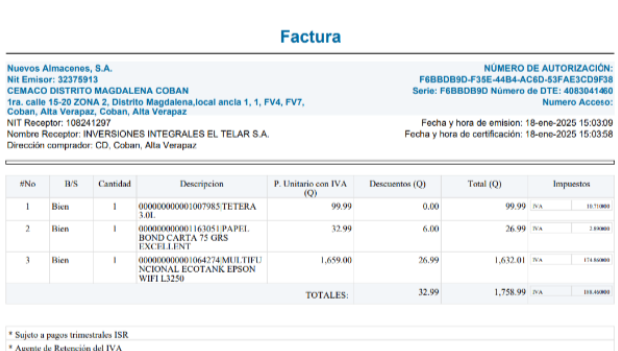 Factura
Nuevos Almacenes, S.A.
Nit Emisor: 32375913
CEMACO DISTRITO MAGDALENA COBAN
1ra. calle 15-20 ZONA 2, Distrito Magdalena,local ancla 1, 1, FV4, FV7,
Coban, Alta Verapaz, Coban, Alta Verapaz
NIT Receptor: 108241297
Nombre Receptor: INVERSIONES INTEGRALES EL TELAR S.A.
Dirección comprador: CD, Coban, Alta Verapaz
NÚMERO DE AUTORIZACIÓN:
F6BBDB9D-F35E-44B4-AC6D-53FAE3CD9F38
Serie: F6BBDB9D Número de DTE: 4083041460
Numero Acceso:
Fecha y hora de emision: 18-ene-2025 15:03:09
Fecha y hora de certificación: 18-ene-2025 15:03:58
#No B/S Cantidad Descripcion P. Unitario con IVA (Q) Descuentos (Q) Total (Q) Impuestos
1 Bien 1 000000000001007985|TETERA 99.99 0.00 99.99 IVA 10.710000
3.0L
2 Bien 1 000000000001163051|PAPEL 32.99 6.00 26.99 IVA
BOND CARTA 75 GRS
EXCELLENT
3 Bien 1 000000000001064274|MULTIFU 1,659.00 26.99 1,632.01 IVA 174.860000
NCIONAL ECOTANK EPSON
WIFI L3250
TOTALES: 32.99 1,758.99 IVA
* Sujeto a pagos trimestrales ISR
* Agente de Retención del IVA